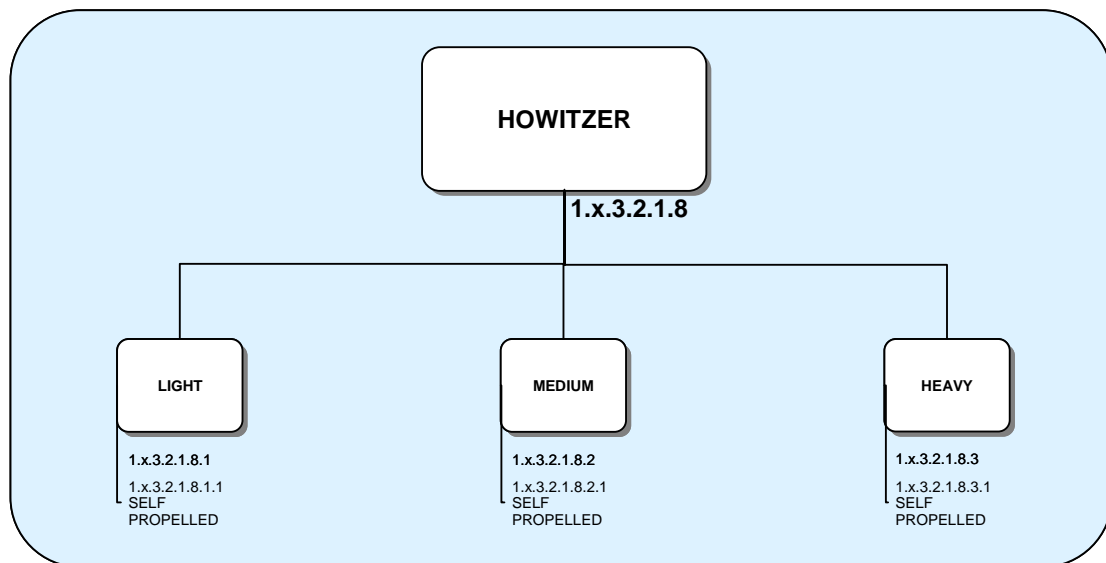 HOWITZER
1.x.3.2.1.8
LIGHT
1.x.3.2.1.8.1
1.x.3.2.1.8.1.1
SELF
PROPELLED
MEDIUM
1.x.3.2.1.8.2
1.x.3.2.1.8.2.1
SELF
PROPELLED
HEAVY
1.x.3.2.1.8.3
1.x.3.2.1.8.3.1
SELF
PROPELLED